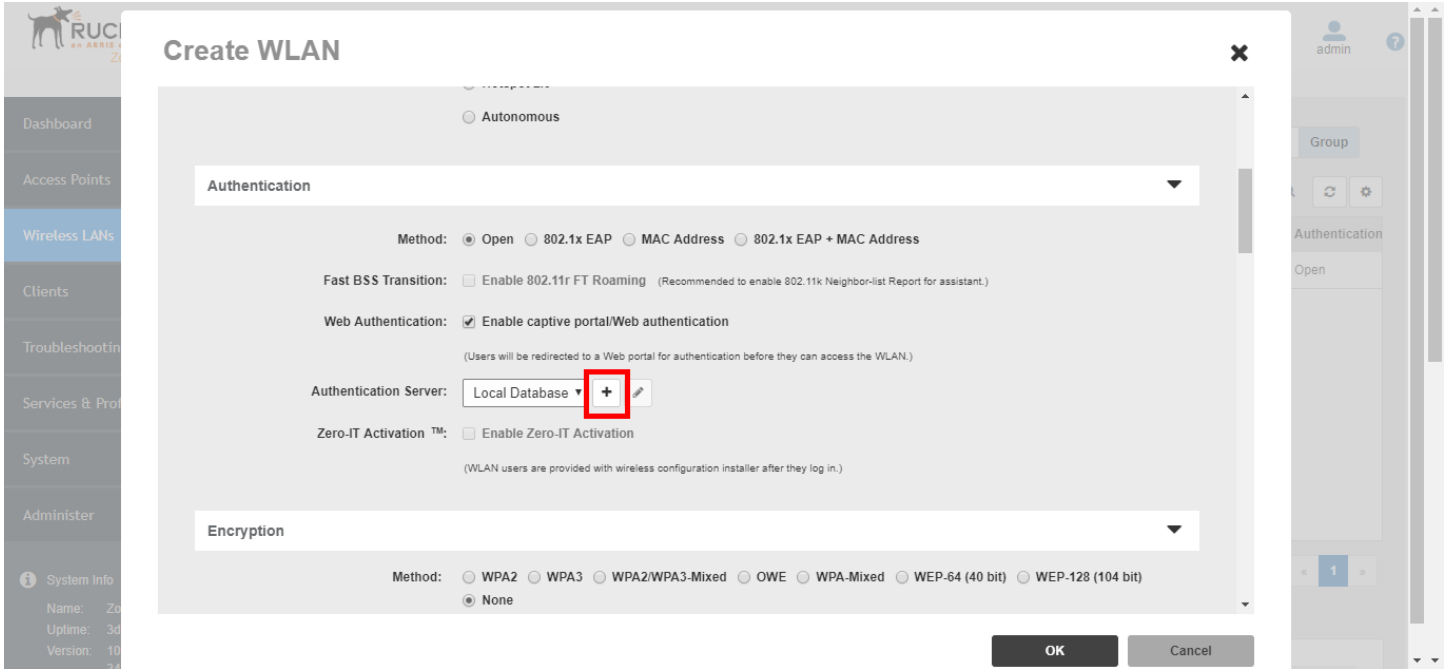 RUC
Create WLAN
admin
Autonomous
Dashboard
Group
Access Points
Authentication
Wireless LANs
Authentication
Method: Open 802.1x EAP MAC Address 802.1x EAP + MAC Address
Open
Fast BSS Transition: Enable 802.11r FT Roaming (Recommended to enable 802.11k Neighbor-list Report for assistant.)
Clients
Web Authentication: Enable captive portal/Web authentication
Troubleshootin
(Users will be redirected to a Web portal for authentication before they can access the WLAN.)
Authentication Server: Local Database +
Services & Prof
Zero-IT Activation ™: Enable Zero-IT Activation
System
(WLAN users are provided with wireless configuration installer after they log in.)
Administer
Encryption
System Info
Method: WPA2 WPA3 WPA2/WPA3-Mixed OWE WPA-Mixed WEP-64 (40 bit) WEP-128 (104 bit)
« 1 »
None
Name: Zo
Uptime: 3d
Version: 10
OK Cancel